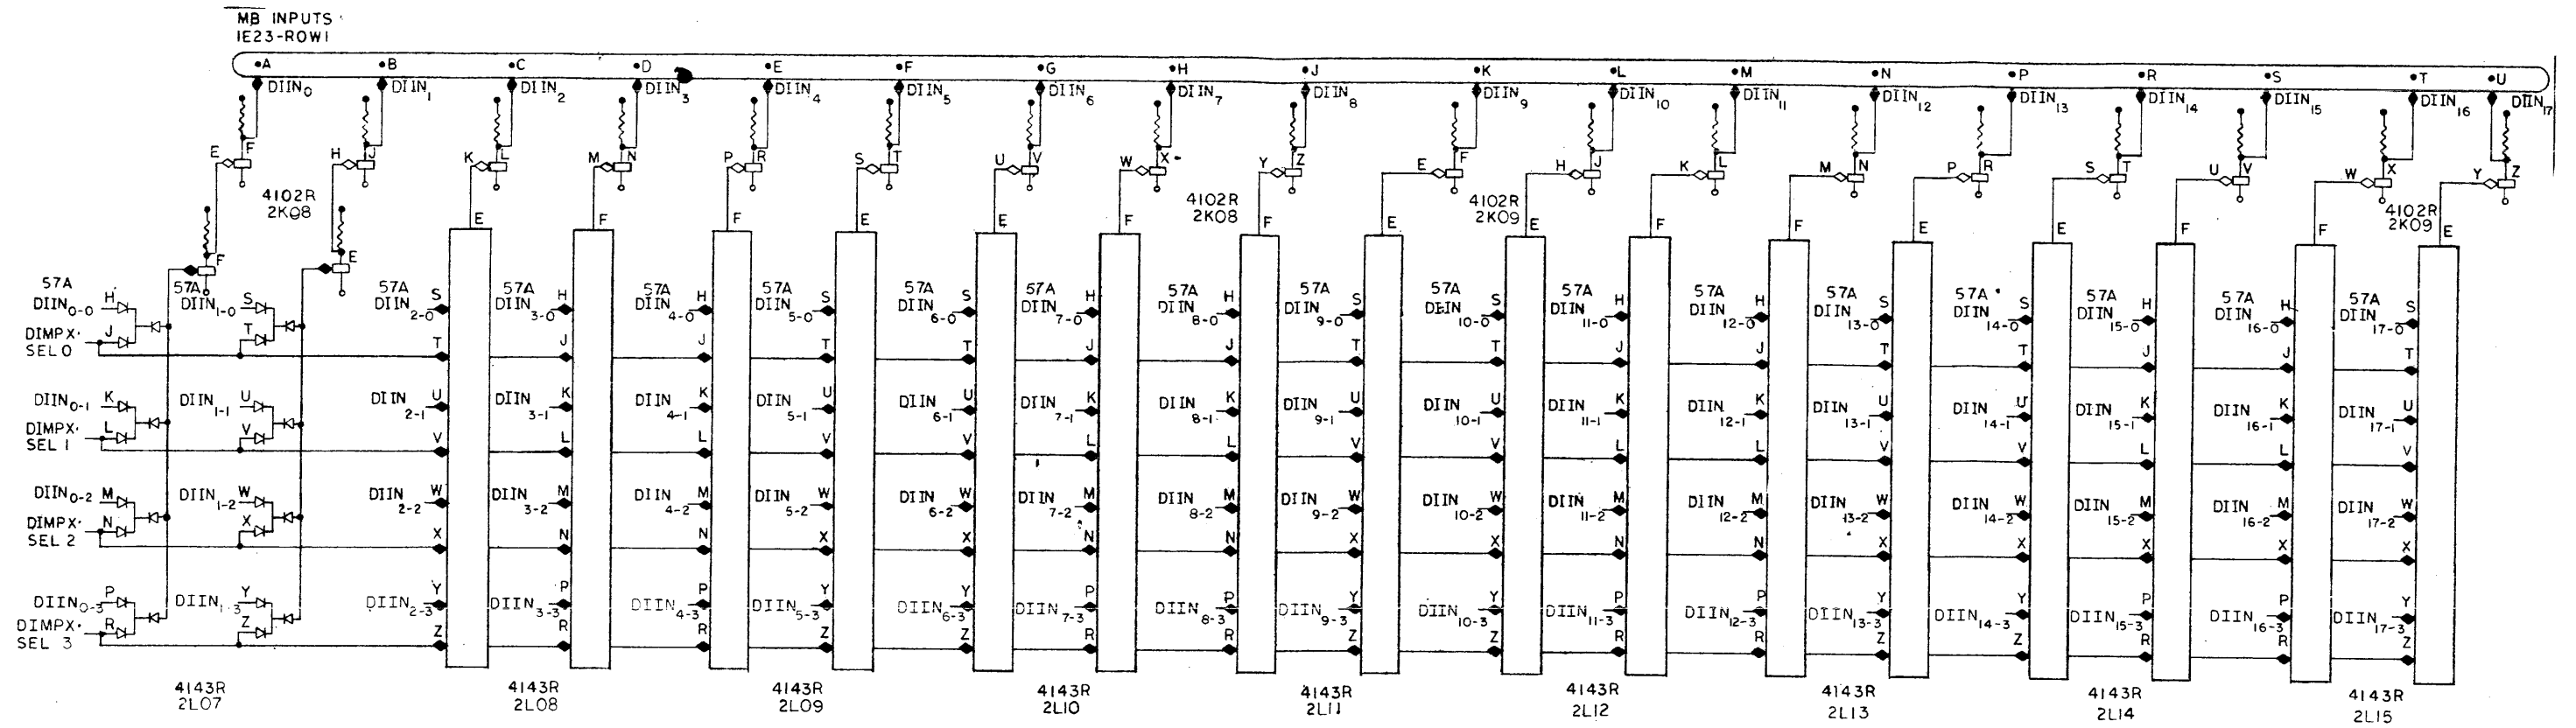 MB INPUTS
1E23-ROW1
A B C D E F G H J K L M N P R S T U
DIIN0 DIIN1 DIIN2 DIIN3 DIIN4 DIIN5 DIIN6 DIIN7 DIIN8 DIIN9 DIIN10 DIIN11 DIIN12 DIIN13 DIIN14 DIIN15 DIIN16 DIIN17
E F H J K L M N P R S T U V W X Y Z E F H J K L M N P R S T U V W X Y Z
4102R 4102R 4102R 4102R
2K08 2K08 2K09 2K09
F E E F F E E F F E E F F E E F F E
57A 57A 57A 57A 57A 57A 57A 57A 57A 57A 57A 57A 57A 57A 57A 57A 57A
DIIN0-0 H DIIN1-0 S DIIN2-0 S DIIN3-0 H DIIN4-0 H DIIN5-0 S DIIN6-0 S DIIN7-0 H DIIN8-0 H DIIN9-0 S DIIN10-0 S DIIN11-0 H DIIN12-0 H DIIN13-0 S DIIN14-0 S DIIN15-0 H DIIN16-0 H DIIN17-0 S
DIMPX· J T T J J T T J J T T J J T T J J T
SEL 0
DIIN0-1 K DIIN1-1 U DIIN2-1 U DIIN3-1 K DIIN4-1 K DIIN5-1 U DIIN6-1 U DIIN7-1 K DIIN8-1 K DIIN9-1 U DIIN10-1 U DIIN11-1 K DIIN12-1 K DIIN13-1 U DIIN14-1 U DIIN15-1 K DIIN16-1 K DIIN17-1 U
DIMPX· L V V L L V V L L V V L L V V L L V
SEL 1
DIIN0-2 M DIIN1-2 W DIIN2-2 W DIIN3-2 M DIIN4-2 M DIIN5-2 W DIIN6-2 W DIIN7-2 M DIIN8-2 M DIIN9-2 W DIIN10-2 W DIIN11-2 M DIIN12-2 M DIIN13-2 W DIIN14-2 W DIIN15-2 M DIIN16-2 M DIIN17-2 W
DIMPX· N X X N N X X N N X X N N X X X X X
SEL 2
DIIN0-3 P DIIN1-3 Y DIIN2-3 Y DIIN3-3 P DIIN4-3 P DIIN5-3 Y DIIN6-3 Y DIIN7-3 P DIIN8-3 P DIIN9-3 Y DIIN10-3 Y DIIN11-3 P DIIN12-3 P DIIN13-3 Y DIIN14-3 Y DIIN15-3 P DIIN16-3 P DIIN17-3 Y
DIMPX· R Z Z R R Z Z R R Z Z R R Z Z R R Z
SEL 3
4143R 4143R 4143R 4143R 4143R 4143R 4143R 4143R 4143R
2L07 2L08 2L09 2L10 2L11 2L12 2L13 2L14 2L15